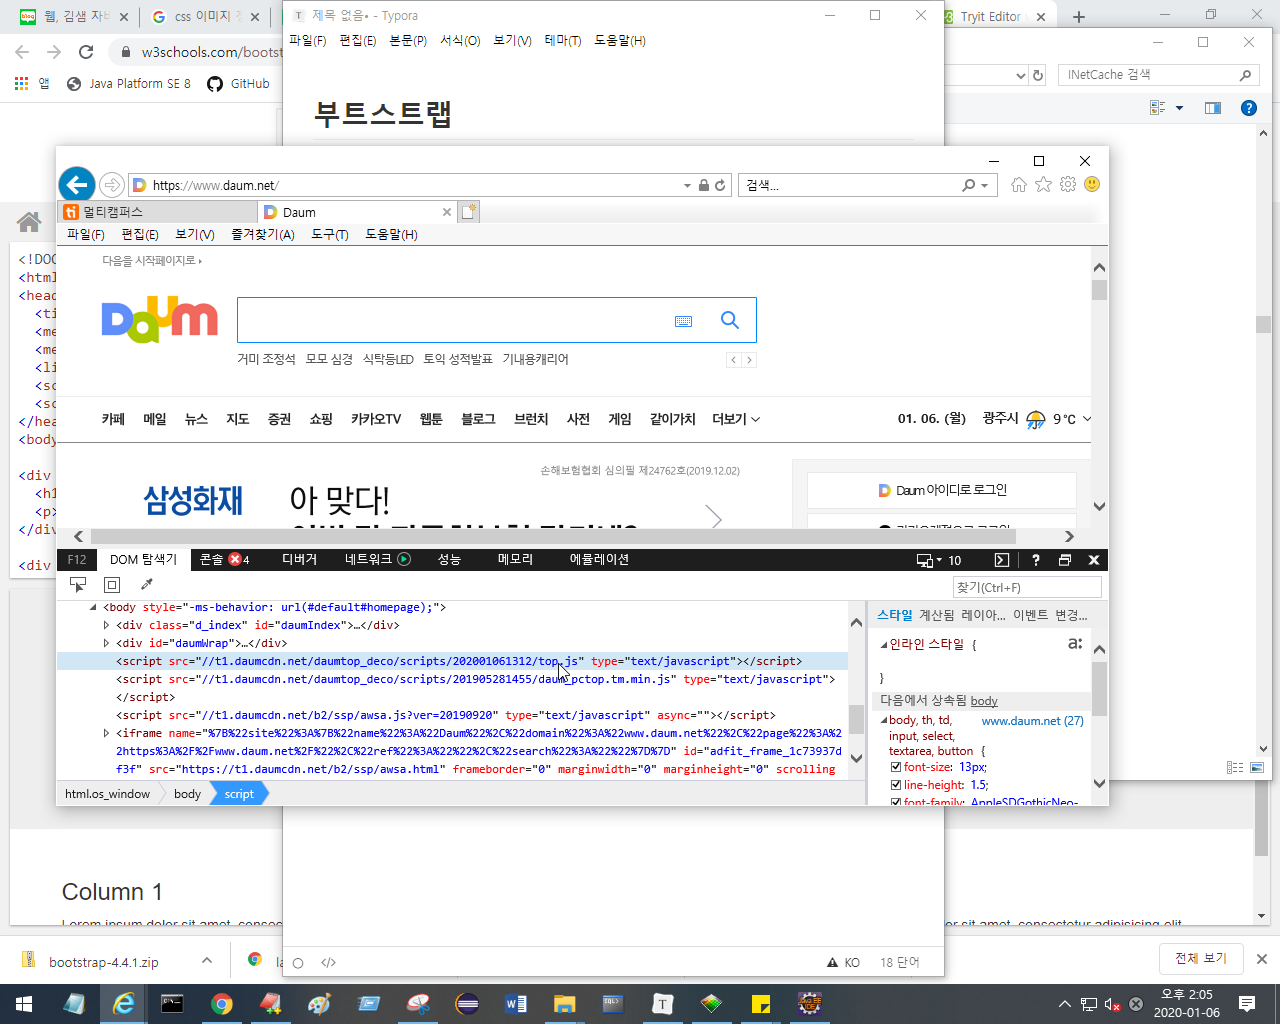 웹, 김샘 자바
css 이미지 정
제목 없음• - Typora
Tryit Editor
w3schools.com/bootst
앱
Java Platform SE 8
GitHub
파일(F) 편집(E) 본문(P) 서식(O) 보기(V) 테마(T) 도움말(H)
INetCache 검색
부트스트랩
https://www.daum.net/
검색...
멀티캠퍼스
Daum
파일(F) 편집(E) 보기(V) 즐겨찾기(A) 도구(T) 도움말(H)
다음을 시작페이지로
Daum
거미 조정석 모모 심경 식탁등LED 토익 성적발표 기내용캐리어
카페 메일 뉴스 지도 증권 쇼핑 카카오TV 웹툰 블로그 브런치 사전 게임 같이가치 더보기
01. 06. (월) 광주시 9 °C
손해보험협회 심의필 제24762호(2019.12.02)
삼성화재
아 맞다!
Daum 아이디로 로그인
<!DOC
<html
<head
<ti
<me
<me
<li
<sc
<sc
</hea
<body
<div
<h1
<p>
</div
<div
F12 DOM 탐색기 콘솔 4 디버거 네트워크 성능 메모리 에뮬레이션 10 ?
찾기(Ctrl+F)
<body style="-ms-behavior: url(#default#homepage);">
<div class="d_index" id="daumIndex">…</div>
<div id="daumWrap">…</div>
<script src="//t1.daumcdn.net/daumtop_deco/scripts/202001061312/top.js" type="text/javascript"></script>
<script src="//t1.daumcdn.net/daumtop_deco/scripts/201905281455/daum_pctop.tm.min.js" type="text/javascript">
</script>
<script src="//t1.daumcdn.net/b2/ssp/awsa.js?ver=20190920" type="text/javascript" async=""></script>
<iframe name="%7B%22site%22%3A%7B%22name%22%3A%22Daum%22%2C%22domain%22%3A%22www.daum.net%22%2C%22page%22%3A%2
2https%3A%2F%2Fwww.daum.net%2F%22%2C%22ref%22%3A%22%22%2C%22search%22%3A%22%22%7D%7D" id="adfit_frame_1c73937d
f3f" src="https://t1.daumcdn.net/b2/ssp/awsa.html" frameborder="0" marginwidth="0" marginheight="0" scrolling
스타일 계산됨 레이아... 이벤트 변경...
인라인 스타일 {
a:
}
다음에서 상속됨 body
body, th, td, www.daum.net (27)
input, select,
textarea, button {
font-size: 13px;
line-height: 1.5;
font-family: AppleSDGothicNeo-
html.os_window body script
Column 1
Lorem ipsum dolor sit amet, consec
or sit amet, consectetur adipisicing elit
bootstrap-4.4.1.zip
</>
KO
18 단어
전체 보기
오후 2:05
2020-01-06